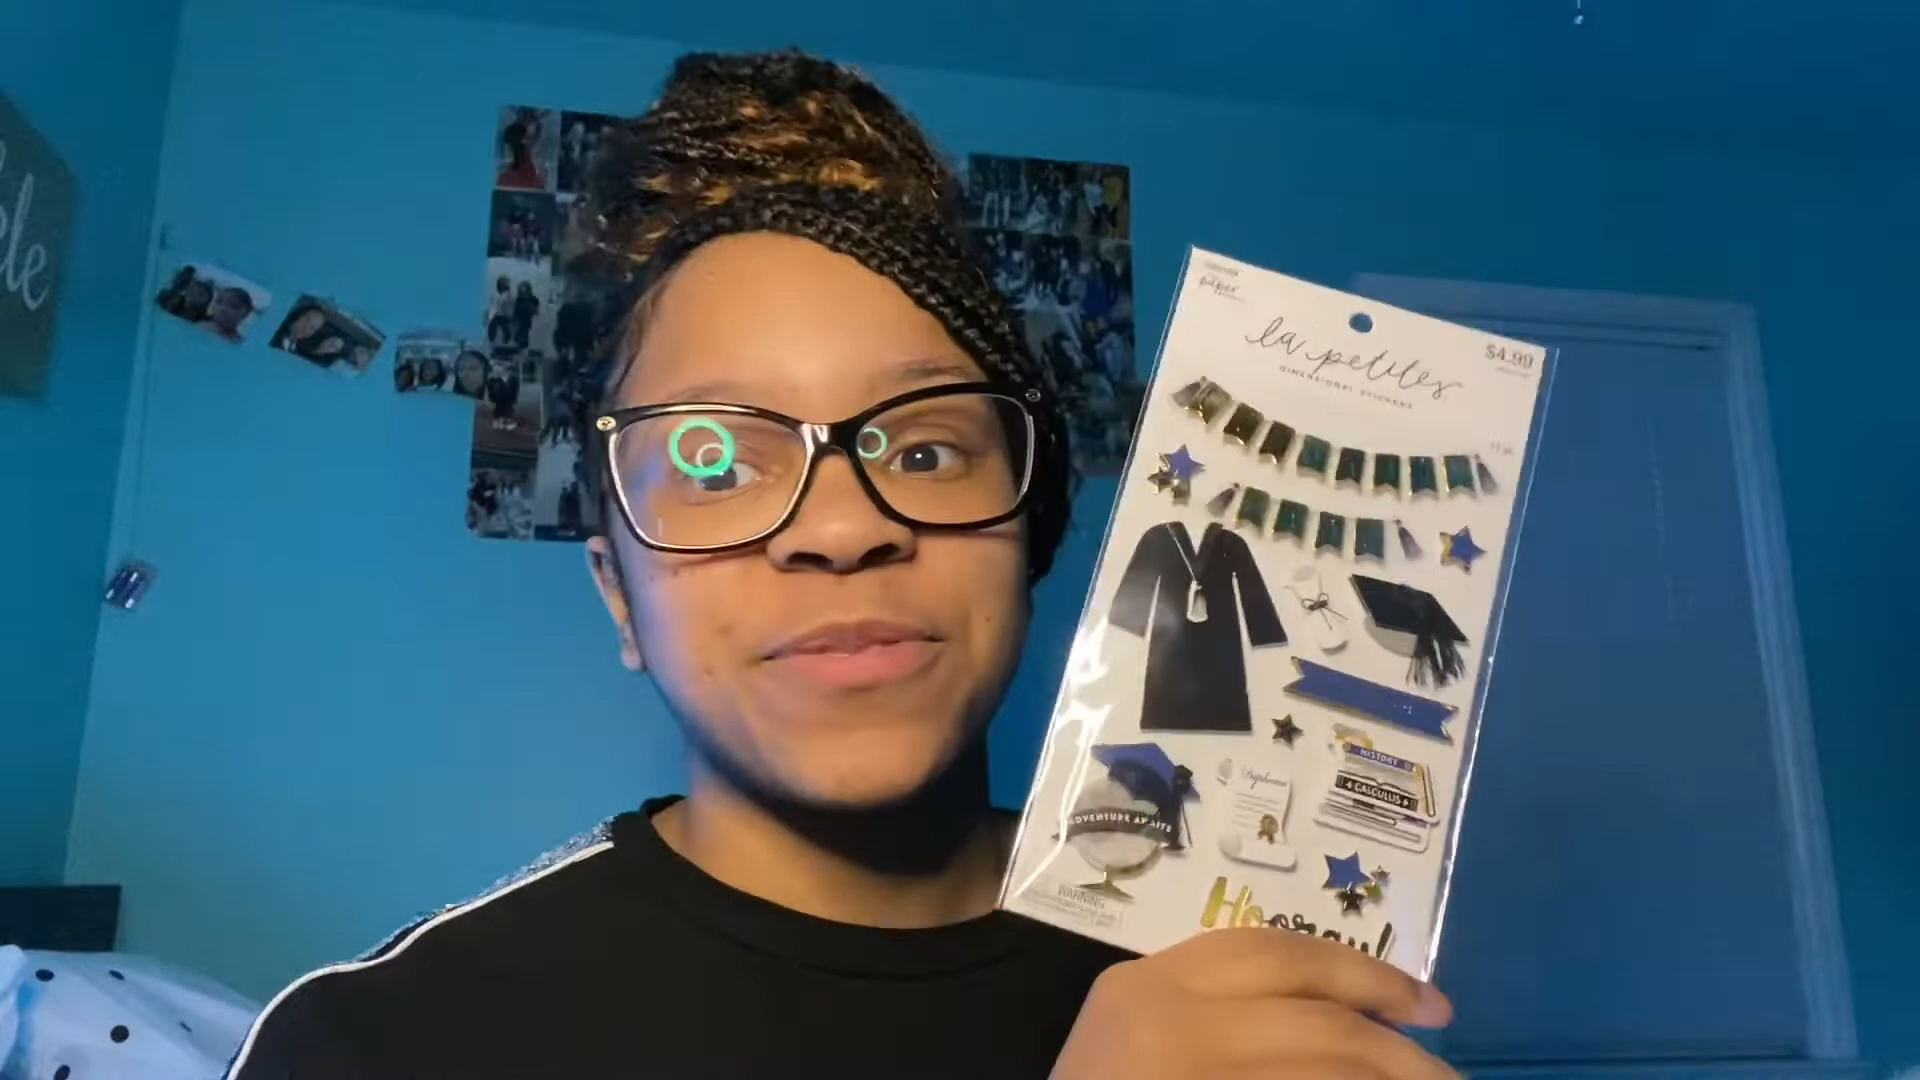 paper
la petites
DIMENSIONAL STICKERS
$4.99
HISTORY
CALCULUS
Diploma
ADVENTURE AWAITS
WARNING
Hooray!